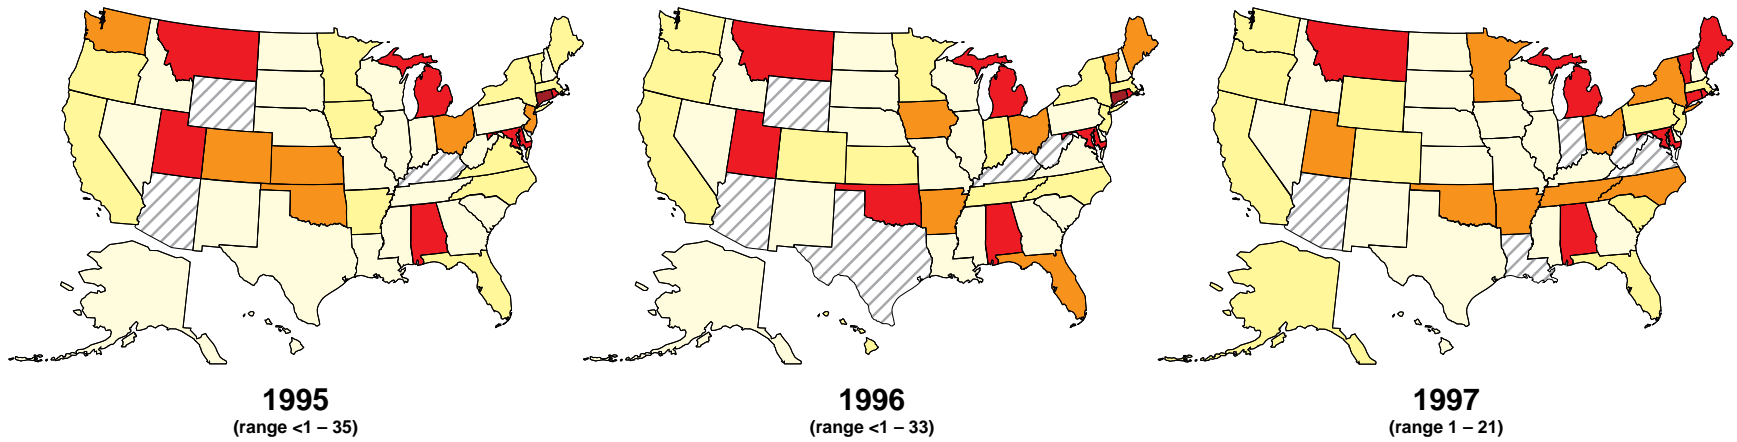 1995
(range <1 – 35)
1996
(range <1 – 33)
1997
(range 1 – 21)